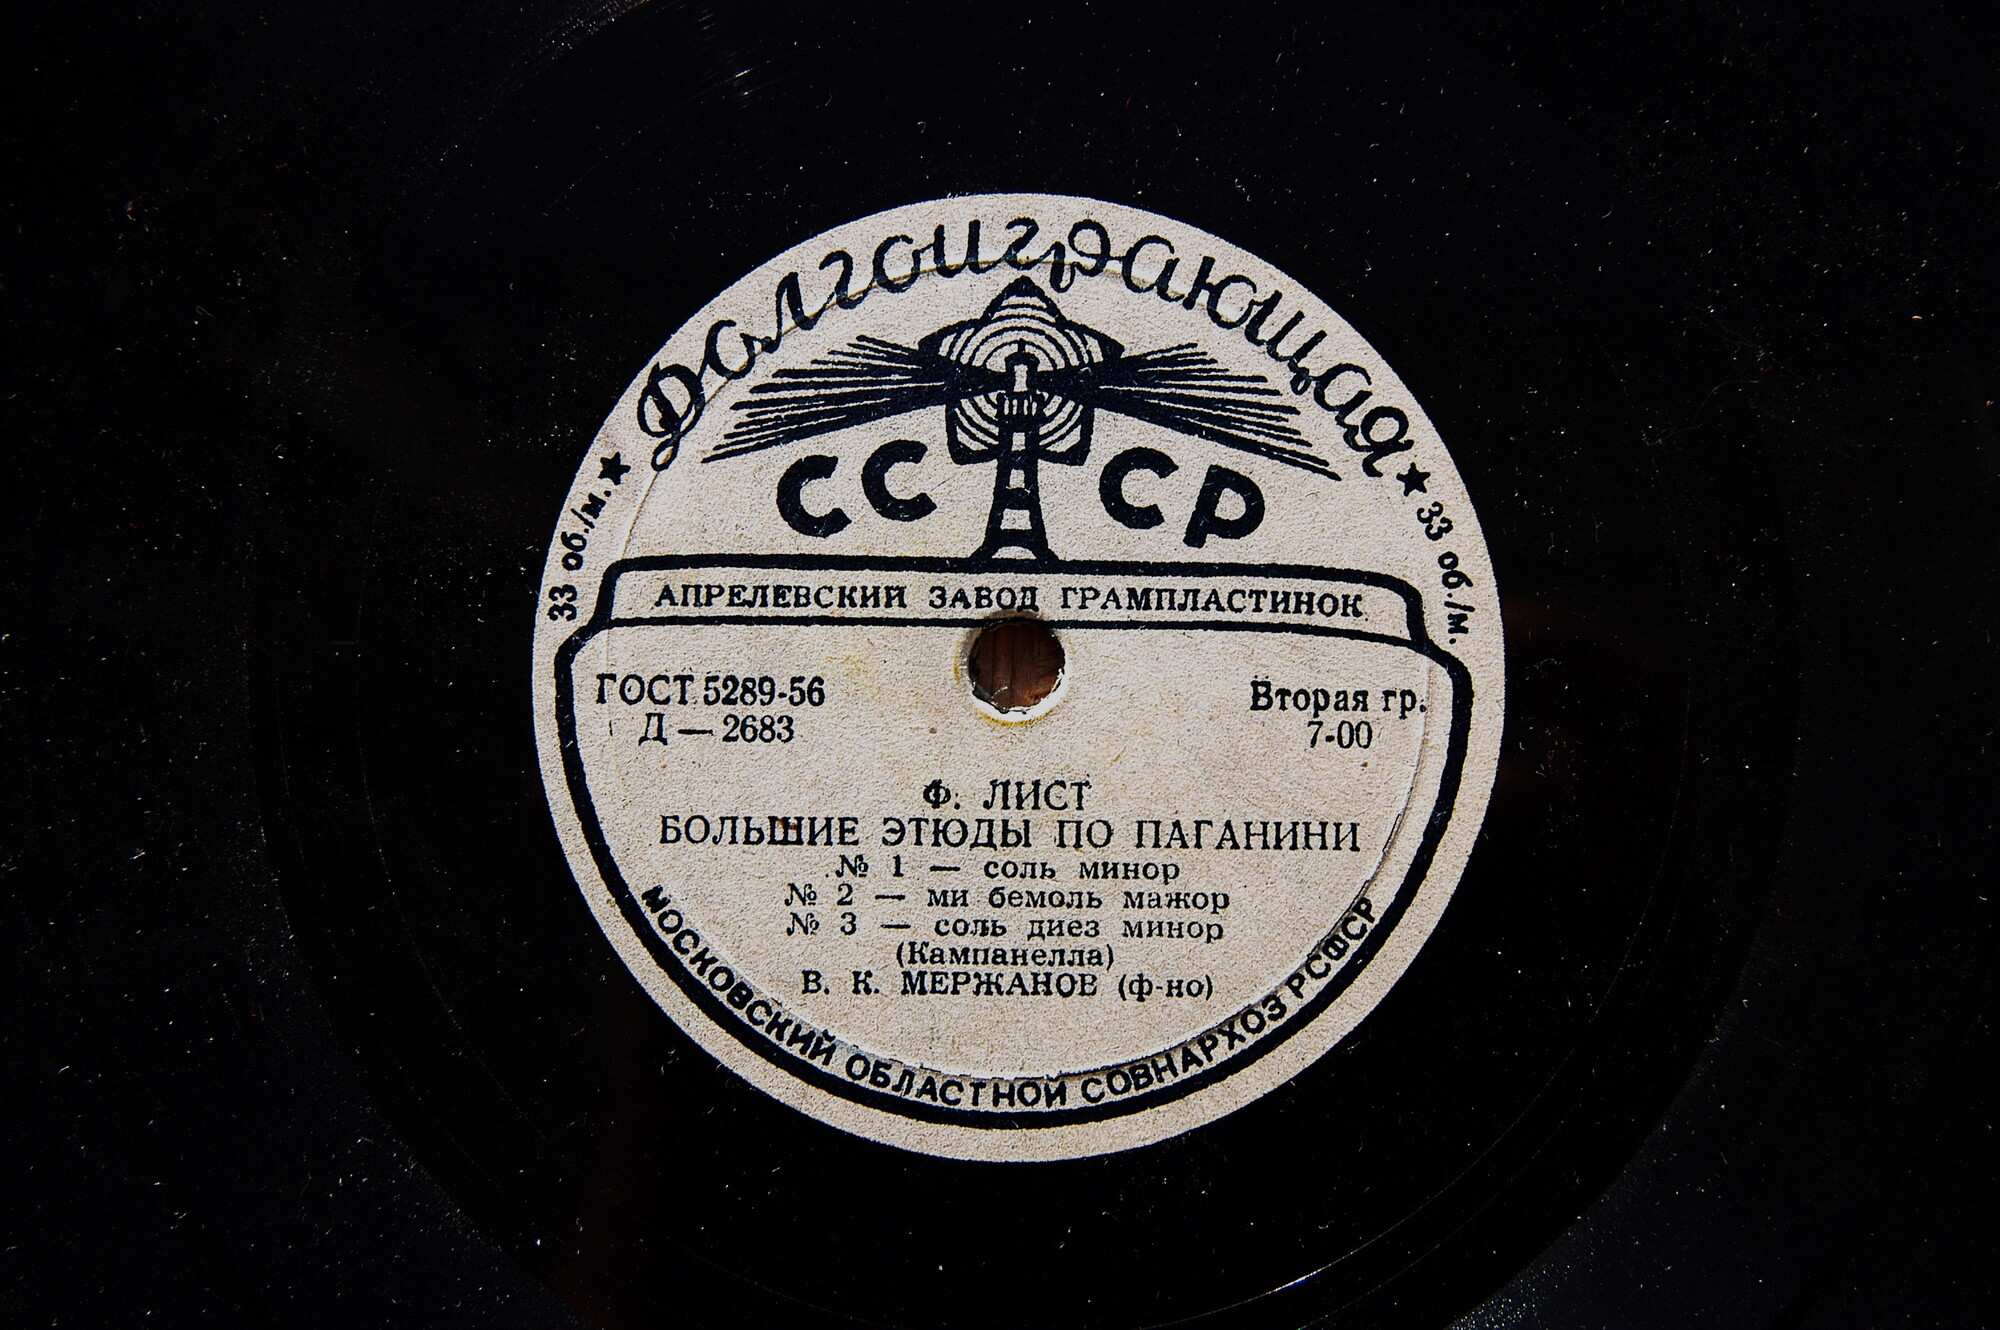 Долгоиграющая
★ 33 об./м.
★ 33 об./м.
СССР
АПРЕЛЕВСКИЙ ЗАВОД ГРАМПЛАСТИНОК
ГОСТ 5289-56
Д — 2683
Вторая гр.
7-00
Ф. ЛИСТ
БОЛЬШИЕ ЭТЮДЫ ПО ПАГАНИНИ
№ 1 — соль минор
№ 2 — ми бемоль мажор
№ 3 — соль диез минор
(Кампанелла)
В. К. МЕРЖАНОВ (ф-но)
МОСКОВСКИЙ ОБЛАСТНОЙ СОВНАРХОЗ РСФСР